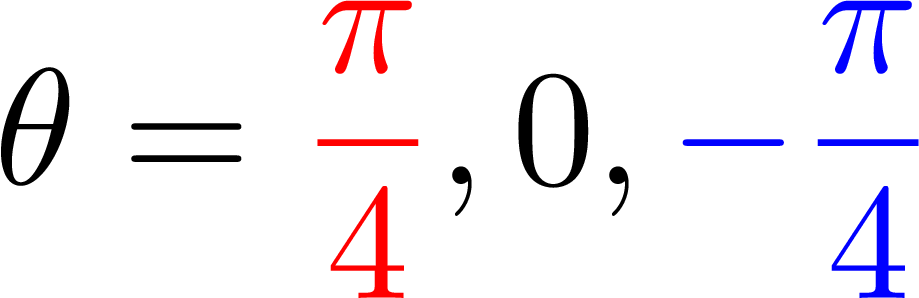 θ = π/4, 0, −π/4